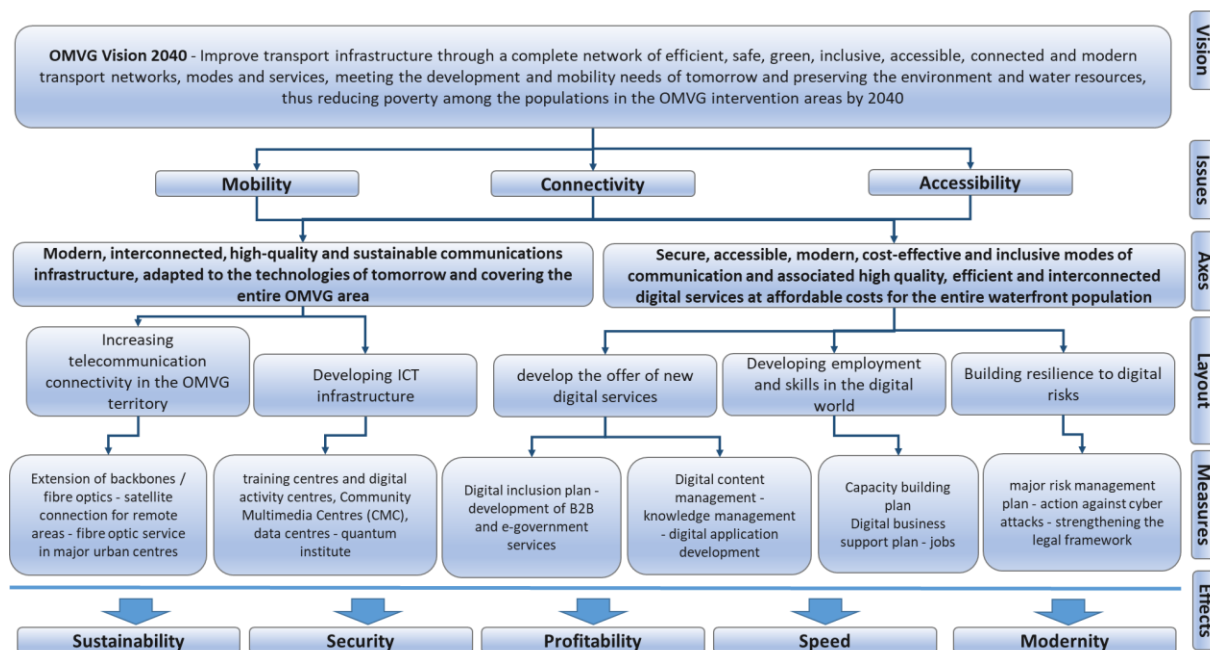 OMVG Vision 2040 - Improve transport infrastructure through a complete network of efficient, safe, green, inclusive, accessible, connected and modern
transport networks, modes and services, meeting the development and mobility needs of tomorrow and preserving the environment and water resources,
thus reducing poverty among the populations in the OMVG intervention areas by 2040
Vision
Mobility
Connectivity
Accessibility
Issues
Modern, interconnected, high-quality and sustainable communications
infrastructure, adapted to the technologies of tomorrow and covering the
entire OMVG area
Secure, accessible, modern, cost-effective and inclusive modes of
communication and associated high quality, efficient and interconnected
digital services at affordable costs for the entire waterfront population
Axes
Increasing
telecommunication
connectivity in the OMVG
territory
Developing ICT
infrastructure
develop the offer of new
digital services
Developing employment
and skills in the digital
world
Building resilience to digital
risks
Layout
Extension of backbones /
fibre optics - satellite
connection for remote
areas - fibre optic service
in major urban centres
training centres and digital
activity centres, Community
Multimedia Centres (CMC),
data centres - quantum
institute
Digital inclusion plan -
development of B2B
and e-government
services
Digital content
management -
knowledge management
- digital application
development
Capacity building
plan
Digital business
support plan - jobs
major risk management
plan - action against cyber
attacks - strengthening the
legal framework
Measures
Sustainability
Security
Profitability
Speed
Modernity
Effects